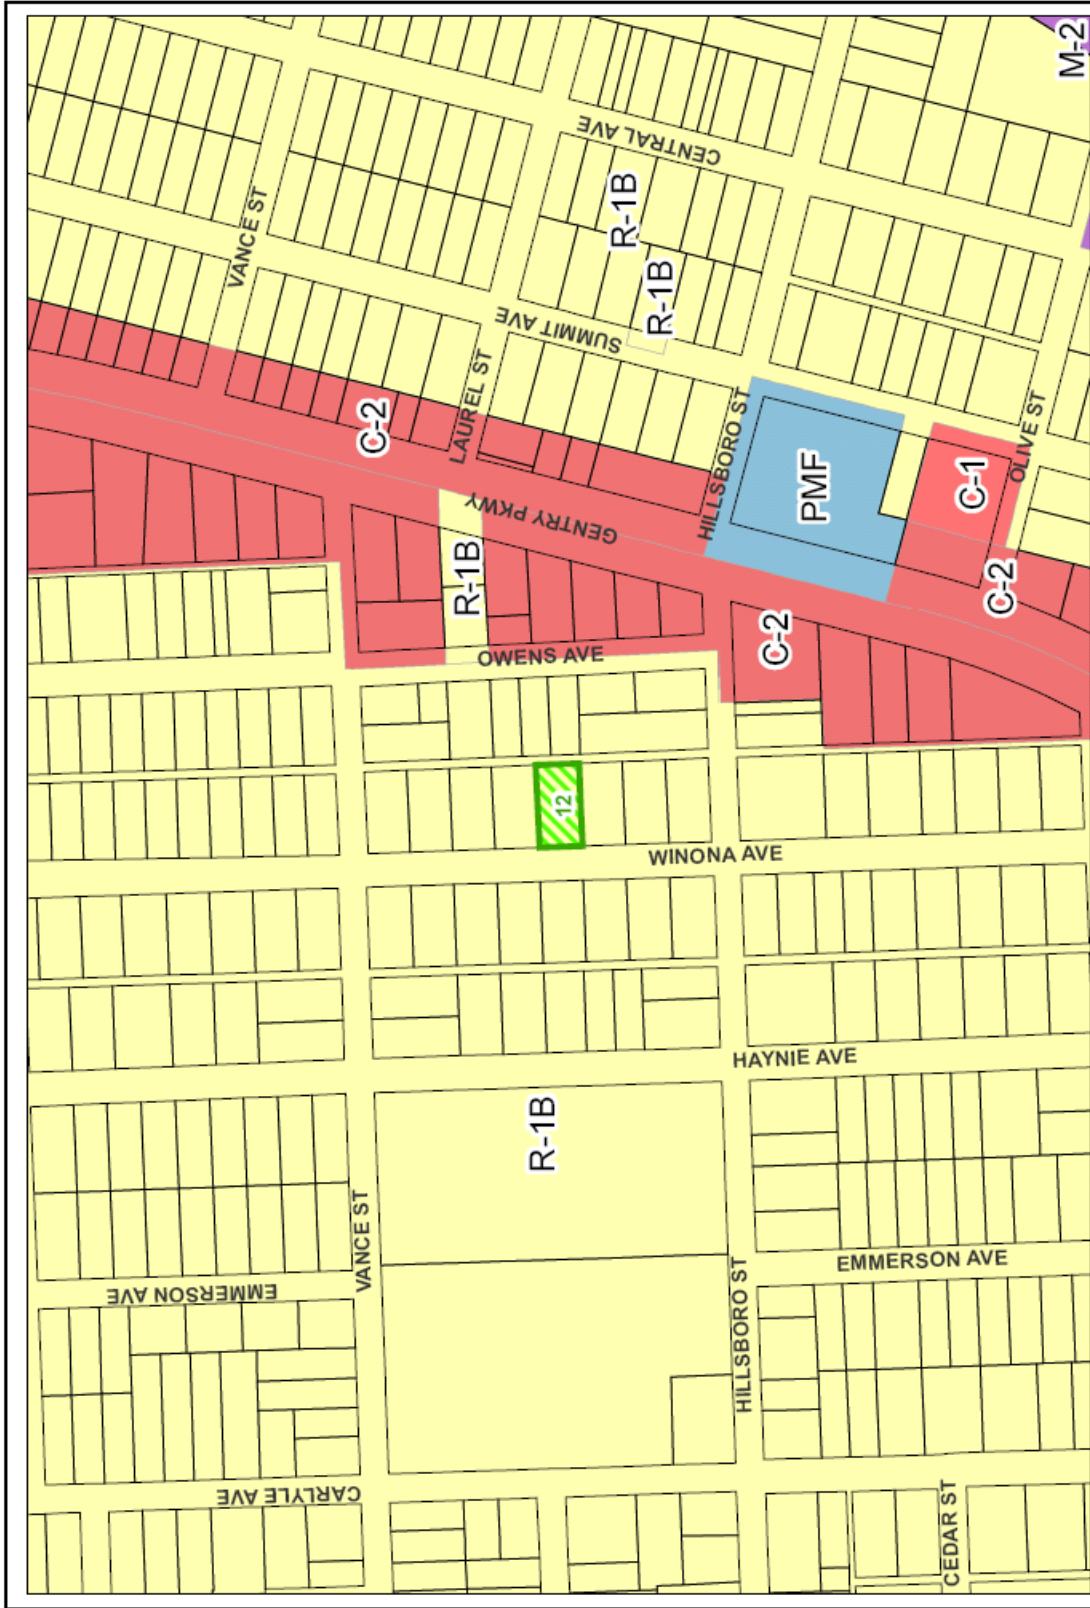 M-2
CENTRAL AVE
R-1B
VANCE ST
R-1B
SUMMIT AVE
LAUREL ST
C-2
HILLSBORO ST
OLIVE ST
PMF
C-1
GENTRY PKWY
R-1B
C-2
C-2
OWENS AVE
12
WINONA AVE
HAYNIE AVE
R-1B
VANCE ST
EMMERSON AVE
EMMERSON AVE
HILLSBORO ST
CARLYLE AVE
CEDAR ST